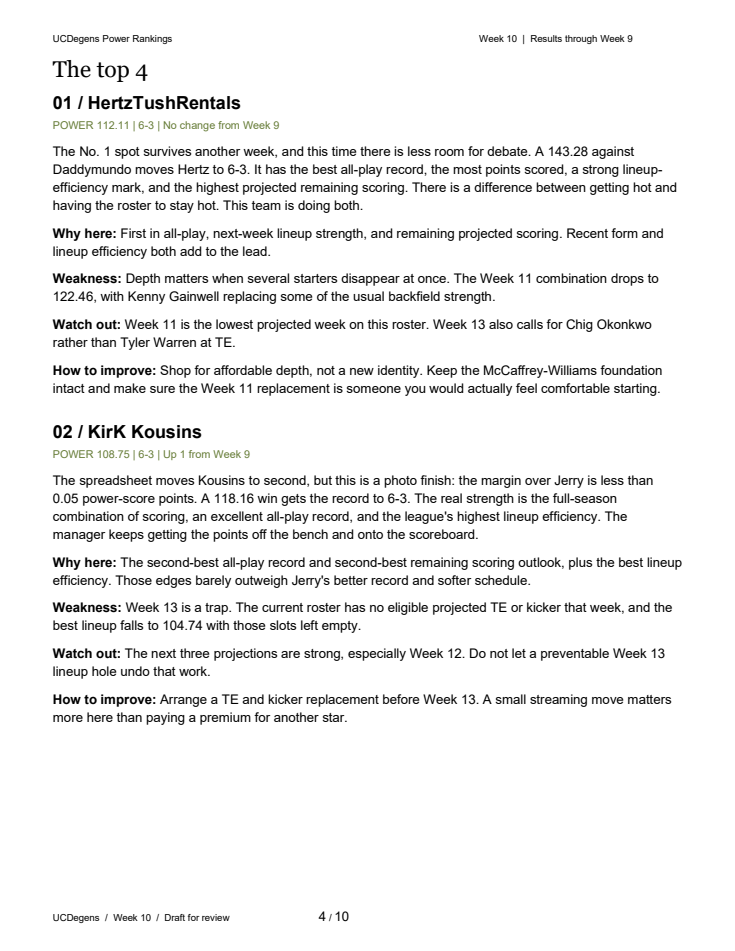 UCDegens Power Rankings
Week 10 | Results through Week 9
The top 4
01 / HertzTushRentals
POWER 112.11 | 6-3 | No change from Week 9
The No. 1 spot survives another week, and this time there is less room for debate. A 143.28 against
Daddymundo moves Hertz to 6-3. It has the best all-play record, the most points scored, a strong lineup-
efficiency mark, and the highest projected remaining scoring. There is a difference between getting hot and
having the roster to stay hot. This team is doing both.
Why here: First in all-play, next-week lineup strength, and remaining projected scoring. Recent form and
lineup efficiency both add to the lead.
Weakness: Depth matters when several starters disappear at once. The Week 11 combination drops to
122.46, with Kenny Gainwell replacing some of the usual backfield strength.
Watch out: Week 11 is the lowest projected week on this roster. Week 13 also calls for Chig Okonkwo
rather than Tyler Warren at TE.
How to improve: Shop for affordable depth, not a new identity. Keep the McCaffrey-Williams foundation
intact and make sure the Week 11 replacement is someone you would actually feel comfortable starting.
02 / KirK Kousins
POWER 108.75 | 6-3 | Up 1 from Week 9
The spreadsheet moves Kousins to second, but this is a photo finish: the margin over Jerry is less than
0.05 power-score points. A 118.16 win gets the record to 6-3. The real strength is the full-season
combination of scoring, an excellent all-play record, and the league's highest lineup efficiency. The
manager keeps getting the points off the bench and onto the scoreboard.
Why here: The second-best all-play record and second-best remaining scoring outlook, plus the best lineup
efficiency. Those edges barely outweigh Jerry's better record and softer schedule.
Weakness: Week 13 is a trap. The current roster has no eligible projected TE or kicker that week, and the
best lineup falls to 104.74 with those slots left empty.
Watch out: The next three projections are strong, especially Week 12. Do not let a preventable Week 13
lineup hole undo that work.
How to improve: Arrange a TE and kicker replacement before Week 13. A small streaming move matters
more here than paying a premium for another star.
UCDegens / Week 10 / Draft for review
4 / 10